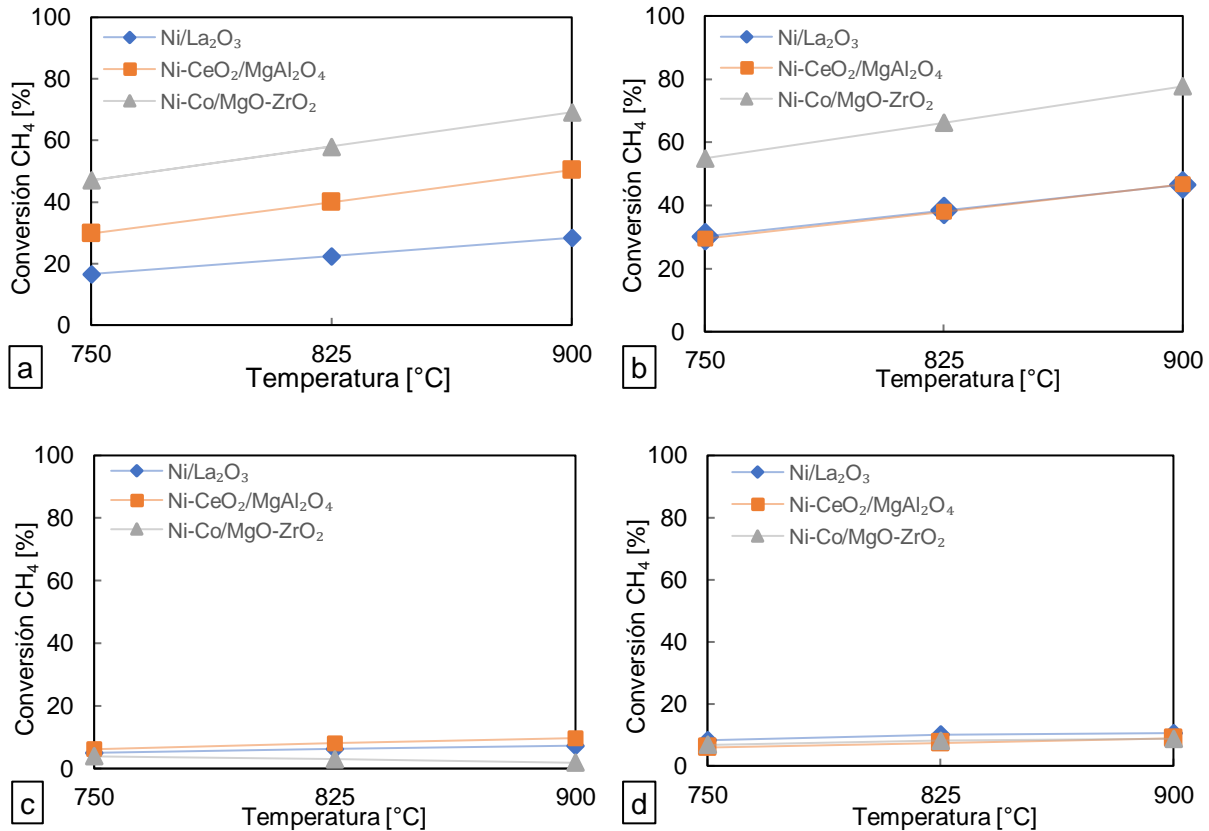 100
80
60
40
20
0
Conversión CH₄ [%]
Ni/La₂O₃
Ni-CeO₂/MgAl₂O₄
Ni-Co/MgO-ZrO₂
750
825
900
Temperatura [°C]
a
100
80
60
40
20
0
Conversión CH₄ [%]
Ni/La₂O₃
Ni-CeO₂/MgAl₂O₄
Ni-Co/MgO-ZrO₂
750
825
900
Temperatura [°C]
b
100
80
60
40
20
0
Conversión CH₄ [%]
Ni/La₂O₃
Ni-CeO₂/MgAl₂O₄
Ni-Co/MgO-ZrO₂
750
825
900
Temperatura [°C]
c
100
80
60
40
20
0
Conversión CH₄ [%]
Ni/La₂O₃
Ni-CeO₂/MgAl₂O₄
Ni-Co/MgO-ZrO₂
750
825
900
Temperatura [°C]
d